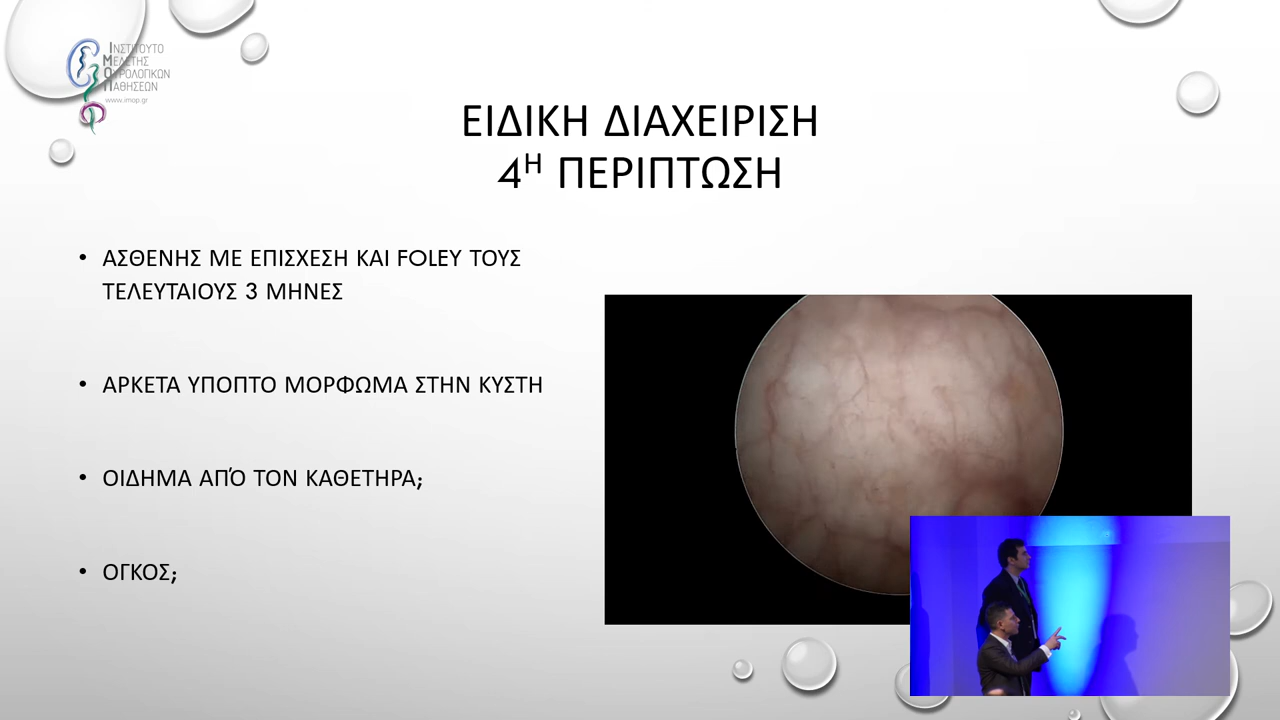 ΙΝΣΤΙΤΟΥΤΟ
ΜΕΛΕΤΗΣ
ΟΥΡΟΛΟΓΙΚΩΝ
ΠΑΘΗΣΕΩΝ
www.imop.gr
ΕΙΔΙΚΗ ΔΙΑΧΕΙΡΙΣΗ
4Η ΠΕΡΙΠΤΩΣΗ
• ΑΣΘΕΝΗΣ ΜΕ ΕΠΙΣΧΕΣΗ ΚΑΙ FOLEY ΤΟΥΣ
ΤΕΛΕΥΤΑΙΟΥΣ 3 ΜΗΝΕΣ
• ΑΡΚΕΤΑ ΥΠΟΠΤΟ ΜΟΡΦΩΜΑ ΣΤΗΝ ΚΥΣΤΗ
• ΟΙΔΗΜΑ ΑΠΌ ΤΟΝ ΚΑΘΕΤΗΡΑ;
• ΟΓΚΟΣ;